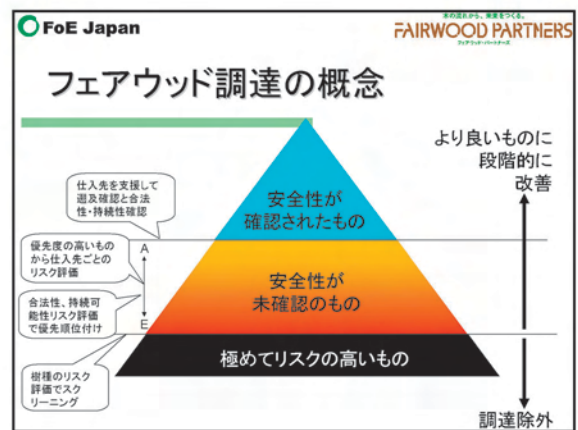 FoE Japan
木の流れから、未来をつくる。
FAIRWOOD PARTNERS
フェアウッド・パートナーズ
フェアウッド調達の概念
より良いものに
段階的に
改善
仕入先を支援して
遡及確認と合法
性・持続性確認
安全性が
確認されたもの
優先度の高いもの
から仕入先ごとの
リスク評価
A
合法性、持続可
能性リスク評価
で優先順位付け
E
安全性が
未確認のもの
極めてリスクの高いもの
樹種のリスク
評価でスク
リーニング
調達除外